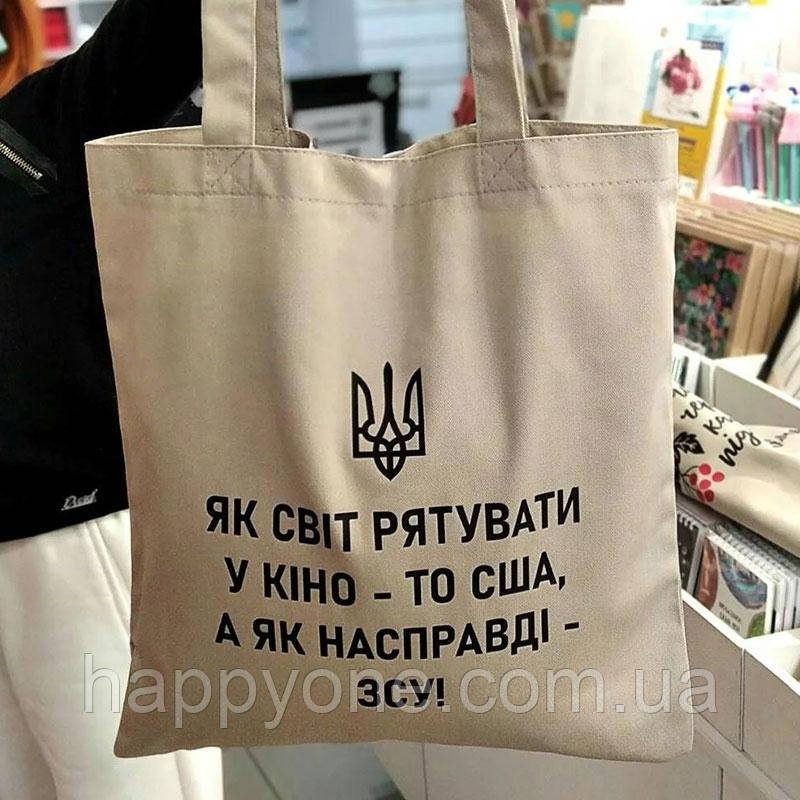 ЯК СВІТ РЯТУВАТИ
У КІНО – ТО США,
А ЯК НАСПРАВДІ –
ЗСУ!
happyone.com.ua